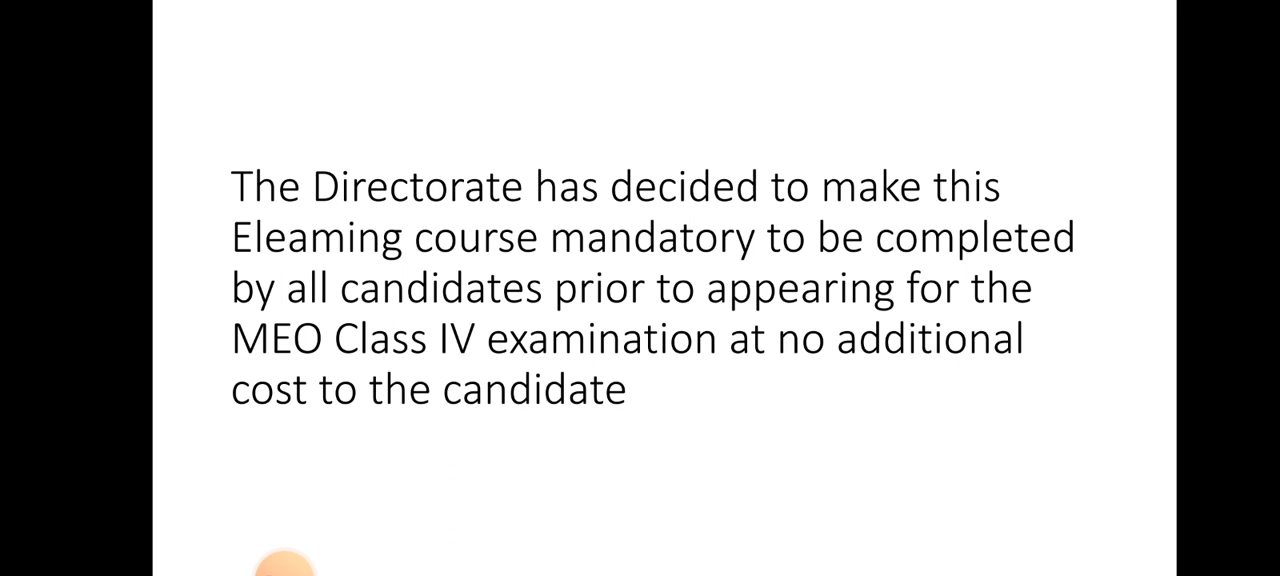 The Directorate has decided to make this
Eleaming course mandatory to be completed
by all candidates prior to appearing for the
MEO Class IV examination at no additional
cost to the candidate